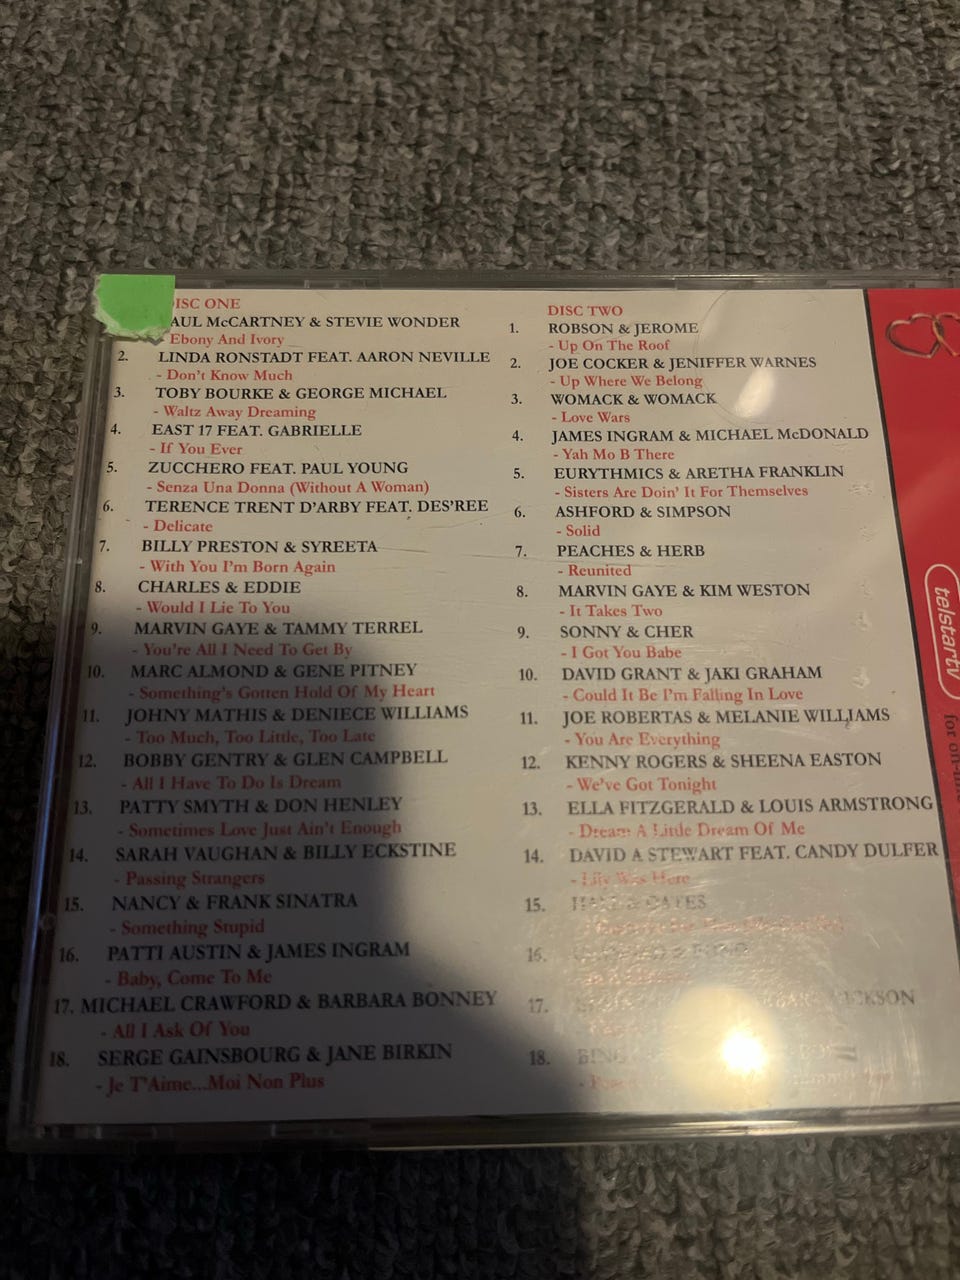 DISC ONE
PAUL McCARTNEY & STEVIE WONDER
- Ebony And Ivory
2. LINDA RONSTADT FEAT. AARON NEVILLE
- Don't Know Much
3. TOBY BOURKE & GEORGE MICHAEL
- Waltz Away Dreaming
4. EAST 17 FEAT. GABRIELLE
- If You Ever
5. ZUCCHERO FEAT. PAUL YOUNG
- Senza Una Donna (Without A Woman)
6. TERENCE TRENT D'ARBY FEAT. DES'REE
- Delicate
7. BILLY PRESTON & SYREETA
- With You I'm Born Again
8. CHARLES & EDDIE
- Would I Lie To You
9. MARVIN GAYE & TAMMY TERREL
- You're All I Need To Get By
10. MARC ALMOND & GENE PITNEY
- Something's Gotten Hold Of My Heart
11. JOHNY MATHIS & DENIECE WILLIAMS
- Too Much, Too Little, Too Late
12. BOBBY GENTRY & GLEN CAMPBELL
- All I Have To Do Is Dream
13. PATTY SMYTH & DON HENLEY
- Sometimes Love Just Ain't Enough
14. SARAH VAUGHAN & BILLY ECKSTINE
- Passing Strangers
15. NANCY & FRANK SINATRA
- Something Stupid
16. PATTI AUSTIN & JAMES INGRAM
- Baby, Come To Me
17. MICHAEL CRAWFORD & BARBARA BONNEY
- All I Ask Of You
18. SERGE GAINSBOURG & JANE BIRKIN
- Je T'Aime...Moi Non Plus
DISC TWO
1. ROBSON & JEROME
- Up On The Roof
2. JOE COCKER & JENIFFER WARNES
- Up Where We Belong
3. WOMACK & WOMACK
- Love Wars
4. JAMES INGRAM & MICHAEL McDONALD
- Yah Mo B There
5. EURYTHMICS & ARETHA FRANKLIN
- Sisters Are Doin' It For Themselves
6. ASHFORD & SIMPSON
- Solid
7. PEACHES & HERB
- Reunited
8. MARVIN GAYE & KIM WESTON
- It Takes Two
9. SONNY & CHER
- I Got You Babe
10. DAVID GRANT & JAKI GRAHAM
- Could It Be I'm Falling In Love
11. JOE ROBERTAS & MELANIE WILLIAMS
- You Are Everything
12. KENNY ROGERS & SHEENA EASTON
- We've Got Tonight
13. ELLA FITZGERALD & LOUIS ARMSTRONG
- Dream A Little Dream Of Me
14. DAVID A STEWART FEAT. CANDY DULFER
- Lily Was Here
15. HALL & OATES
16.
17. JACKSON
18. BING
telstartv
for